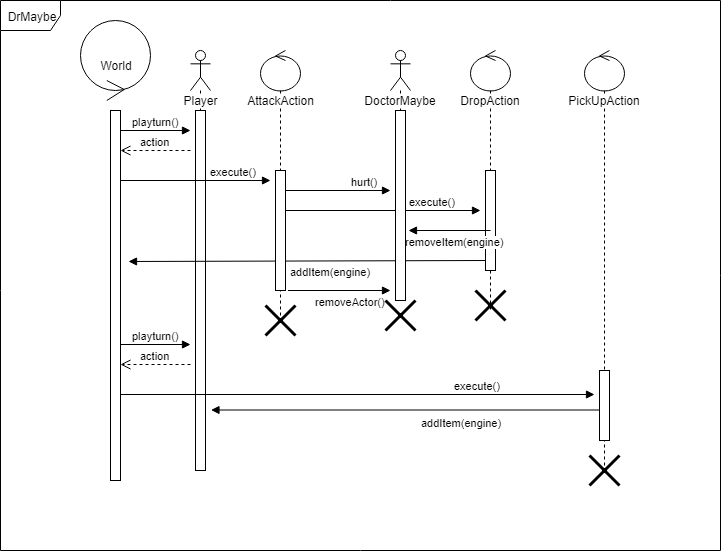 DrMaybe
World
Player
AttackAction
DoctorMaybe
DropAction
PickUpAction
playturn()
action
execute()
hurt()
execute()
removeItem(engine)
addItem(engine)
removeActor()
playturn()
action
execute()
addItem(engine)